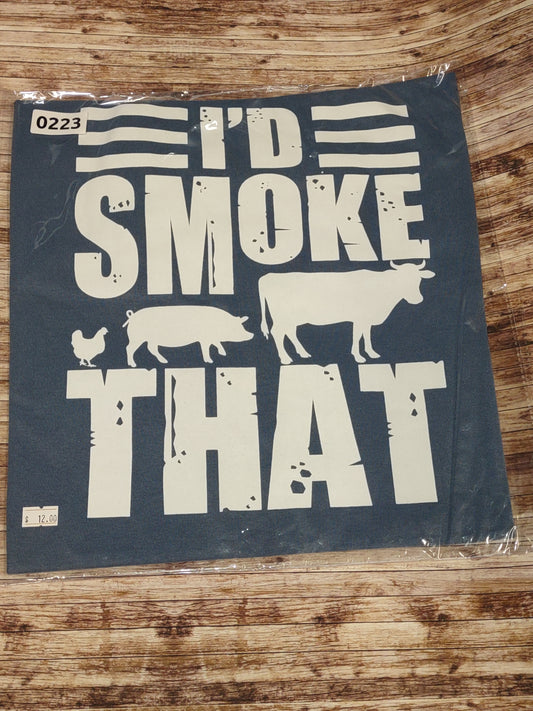 0223
I'D
SMOKE
THAT
$ 12.00